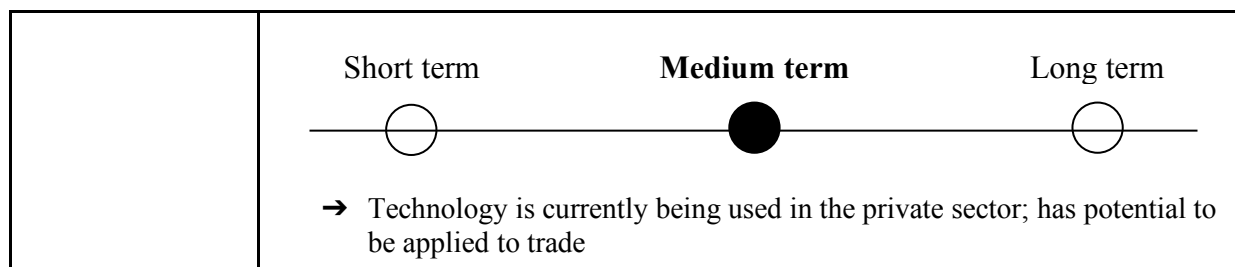 Short term Medium term Long term
➔ Technology is currently being used in the private sector; has potential to
be applied to trade